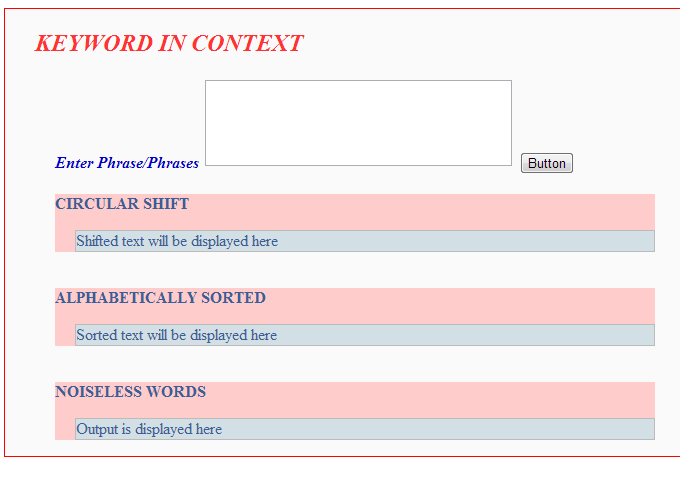 KEYWORD IN CONTEXT
Enter Phrase/Phrases Button
CIRCULAR SHIFT
Shifted text will be displayed here
ALPHABETICALLY SORTED
Sorted text will be displayed here
NOISELESS WORDS
Output is displayed here